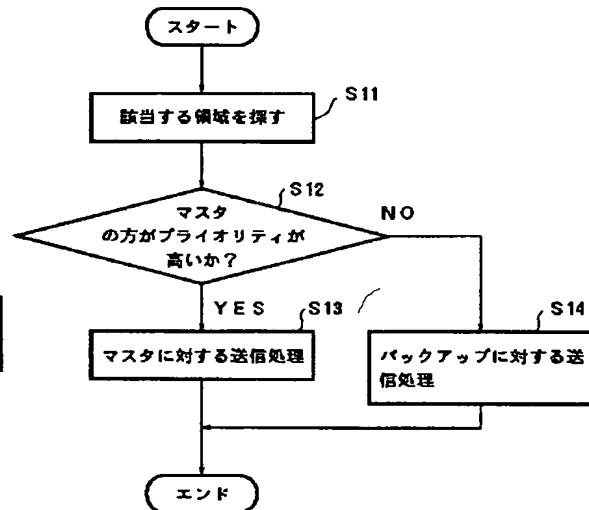 スタート
S11
該当する領域を探す
S12
マスタ
の方がプライオリティが
高いか？
NO
YES
S13
マスタに対する送信処理
S14
バックアップに対する送
信処理
エンド